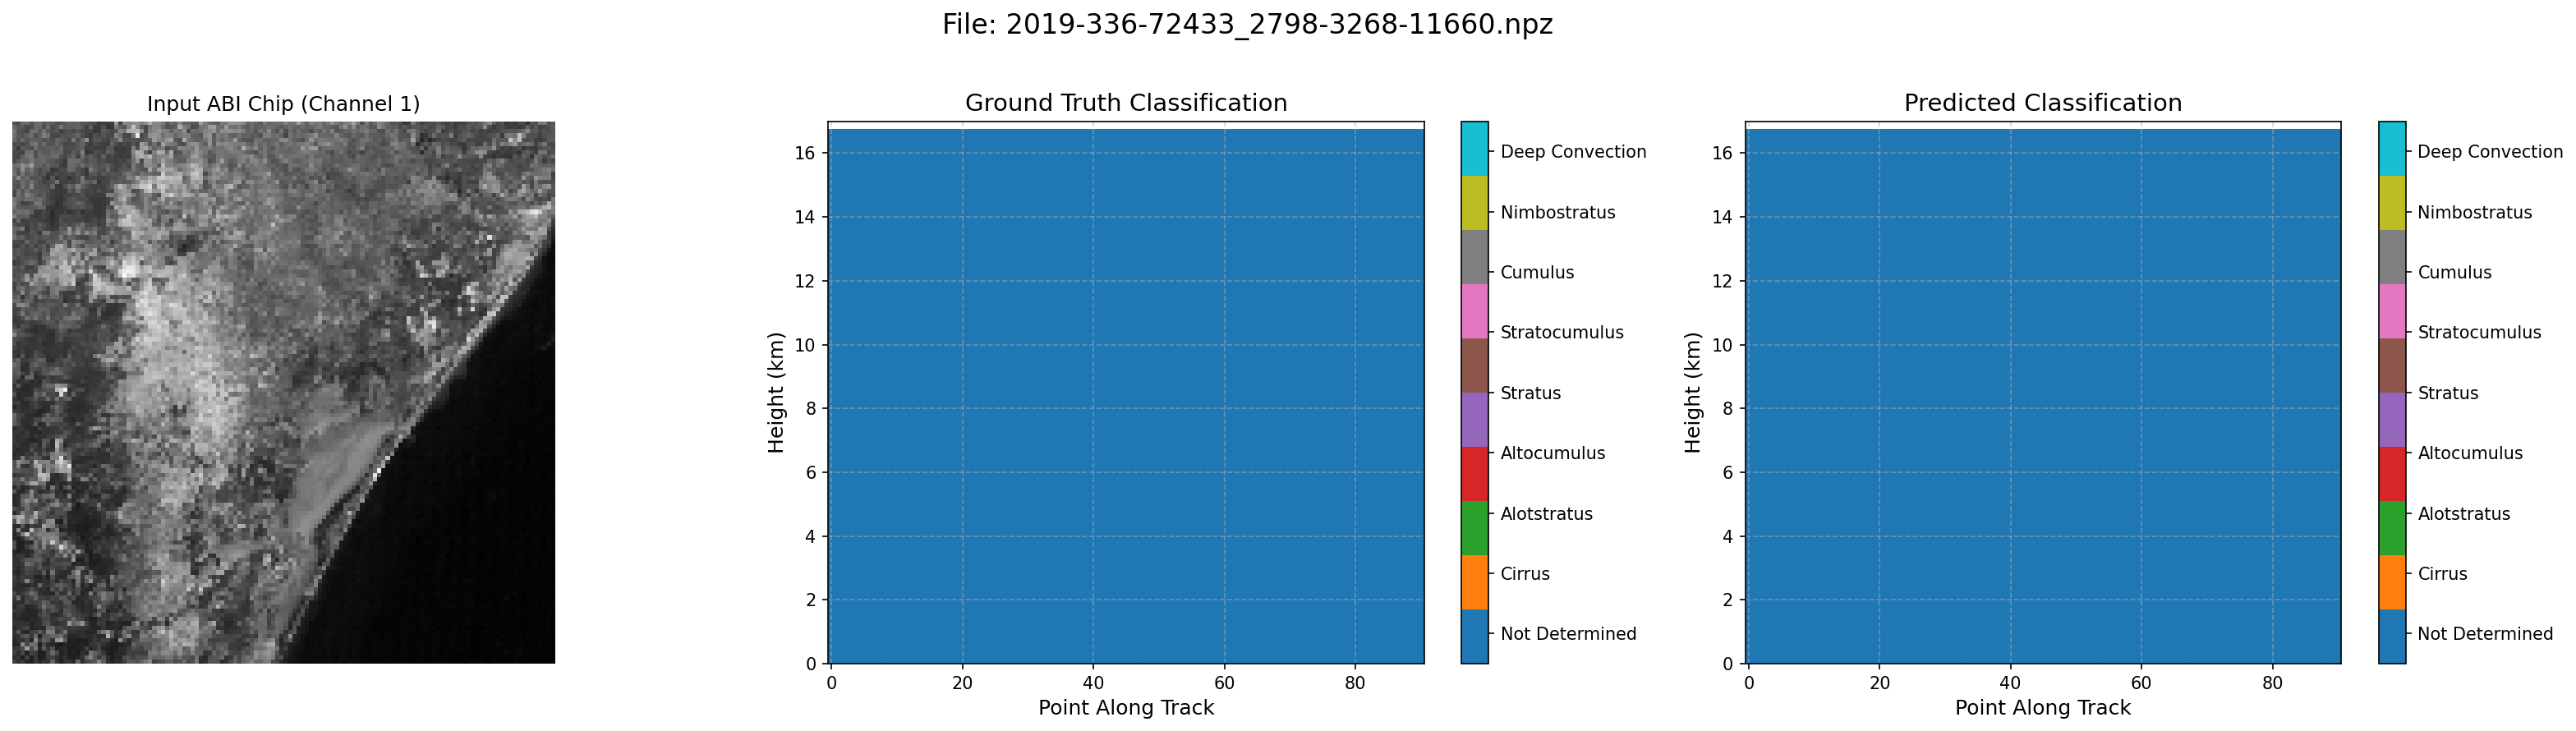 File: 2019-336-72433_2798-3268-11660.npz
Input ABI Chip (Channel 1)
Ground Truth Classification
Height (km)
16
14
12
10
8
6
4
2
0
0 20 40 60 80
Point Along Track
Deep Convection
Nimbostratus
Cumulus
Stratocumulus
Stratus
Altocumulus
Alotstratus
Cirrus
Not Determined
Predicted Classification
Height (km)
16
14
12
10
8
6
4
2
0
0 20 40 60 80
Point Along Track
Deep Convection
Nimbostratus
Cumulus
Stratocumulus
Stratus
Altocumulus
Alotstratus
Cirrus
Not Determined